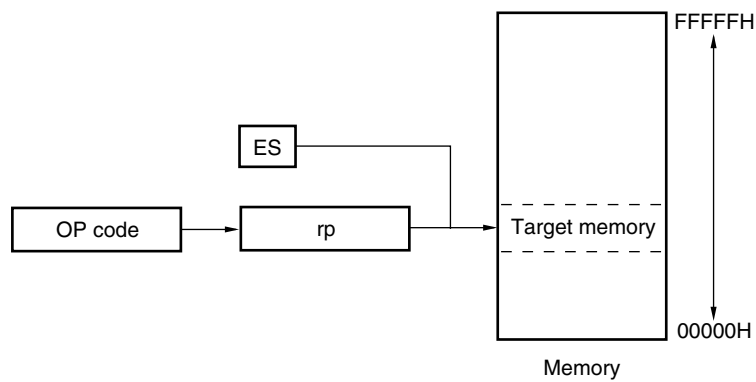 FFFFFH
ES
OP code
rp
Target memory
00000H
Memory